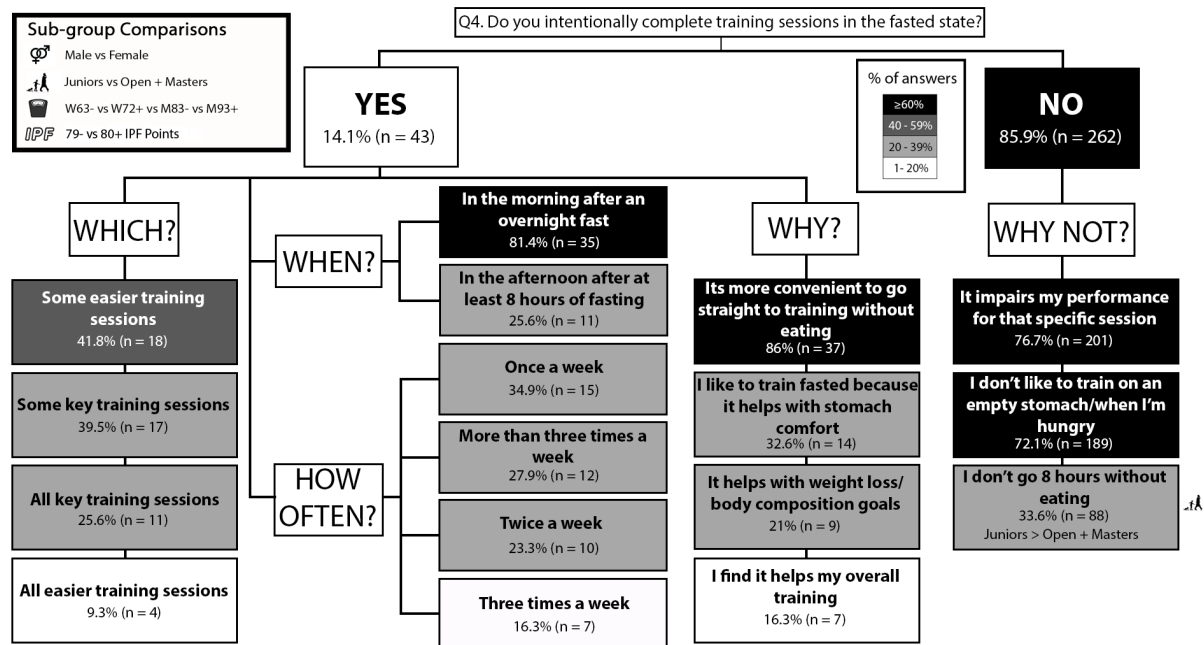 Q4. Do you intentionally complete training sessions in the fasted state?
Sub-group Comparisons
Male vs Female
Juniors vs Open + Masters
W63- vs W72+ vs M83- vs M93+
IPF 79- vs 80+ IPF Points
YES
14.1% (n = 43)
% of answers
≥60%
40 - 59%
20 - 39%
1- 20%
NO
85.9% (n = 262)
WHICH?
Some easier training
sessions
41.8% (n = 18)
Some key training sessions
39.5% (n = 17)
All key training sessions
25.6% (n = 11)
All easier training sessions
9.3% (n = 4)
WHEN?
In the morning after an
overnight fast
81.4% (n = 35)
In the afternoon after at
least 8 hours of fasting
25.6% (n = 11)
HOW
OFTEN?
Once a week
34.9% (n = 15)
More than three times a
week
27.9% (n = 12)
Twice a week
23.3% (n = 10)
Three times a week
16.3% (n = 7)
WHY?
Its more convenient to go
straight to training without
eating
86% (n = 37)
I like to train fasted because
it helps with stomach
comfort
32.6% (n = 14)
It helps with weight loss/
body composition goals
21% (n = 9)
I find it helps my overall
training
16.3% (n = 7)
WHY NOT?
It impairs my performance
for that specific session
76.7% (n = 201)
I don't like to train on an
empty stomach/when I'm
hungry
72.1% (n = 189)
I don't go 8 hours without
eating
33.6% (n = 88)
Juniors > Open + Masters